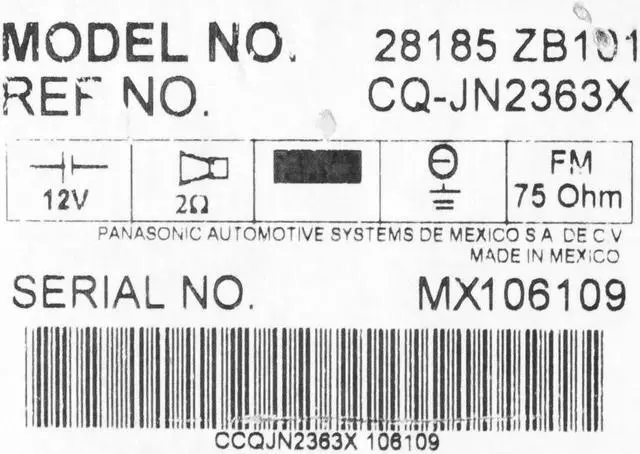 MODEL NO. 28185 ZB101
REF NO. CQ-JN2363X
12V 2Ω FM 75 Ohm
PANASONIC AUTOMOTIVE SYSTEMS DE MEXICO S A DE C V
MADE IN MEXICO
SERIAL NO. MX106109
CCQJN2363X 106109